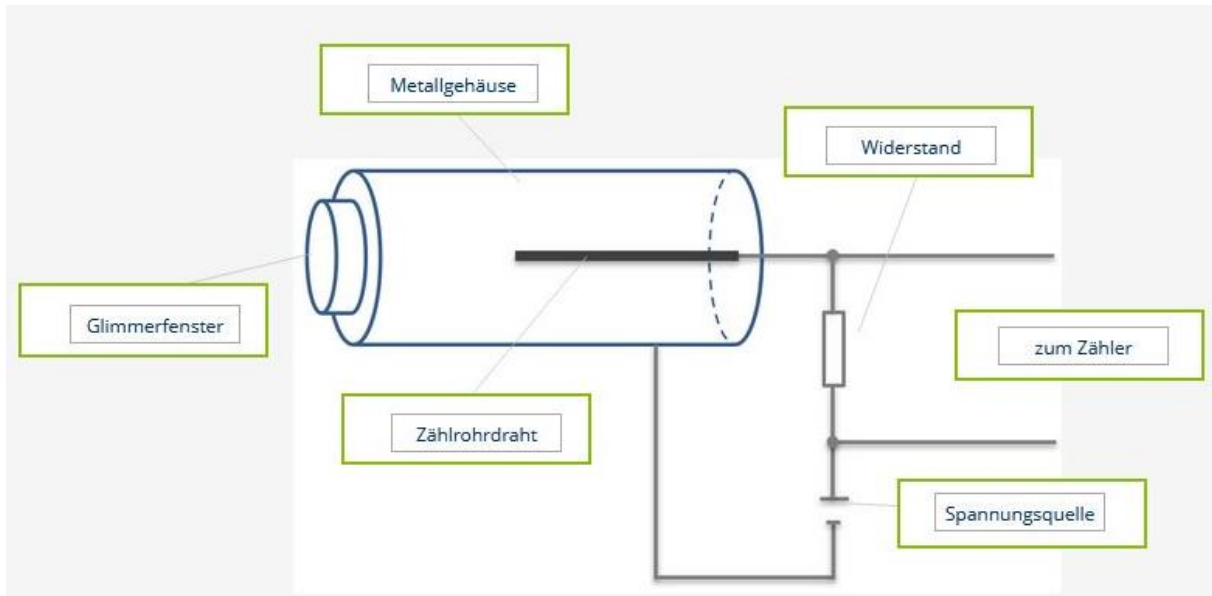 Metallgehäuse
Widerstand
Glimmerfenster
zum Zähler
Zählrohrdraht
Spannungsquelle